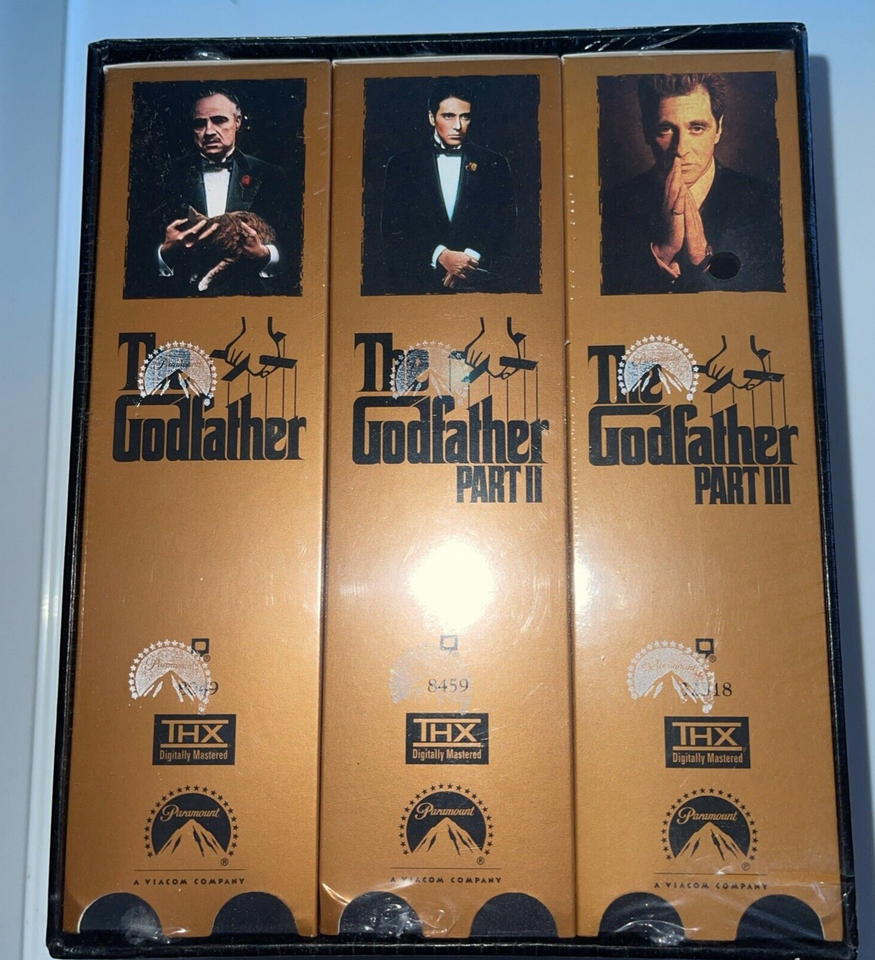 The
Godfather
THX
Digitally Mastered
Paramount
®
A VIACOM COMPANY
The
Godfather
PART II
8459
THX
Digitally Mastered
Paramount
®
A VIACOM COMPANY
The
Godfather
PART III
THX
Digitally Mastered
Paramount
®
A VIACOM COMPANY